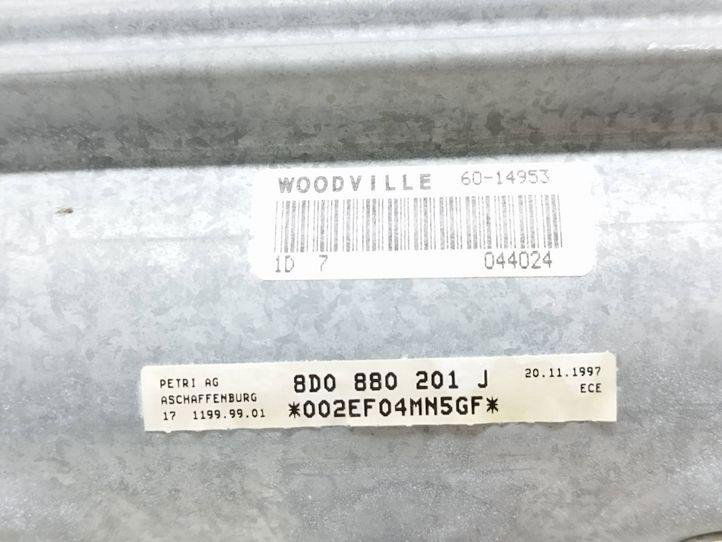 WOODVILLE 60-14953
1D 7 044024
PETRI AG 8D0 880 201 J 20.11.1997
ASCHAFFENBURG ECE
17 1199.99.01 *002EF04MN5GF*